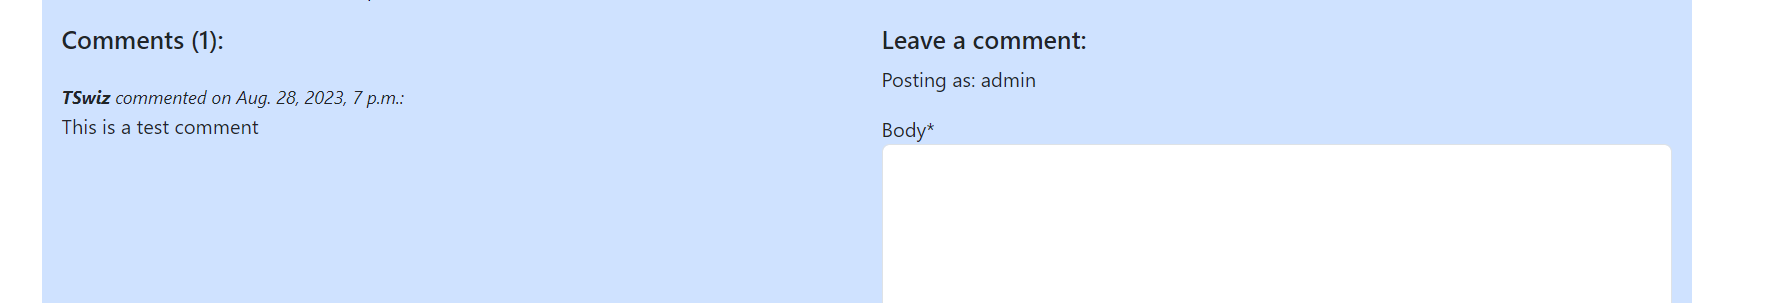 Comments (1):
TSwiz commented on Aug. 28, 2023, 7 p.m.:
This is a test comment
Leave a comment:
Posting as: admin
Body*